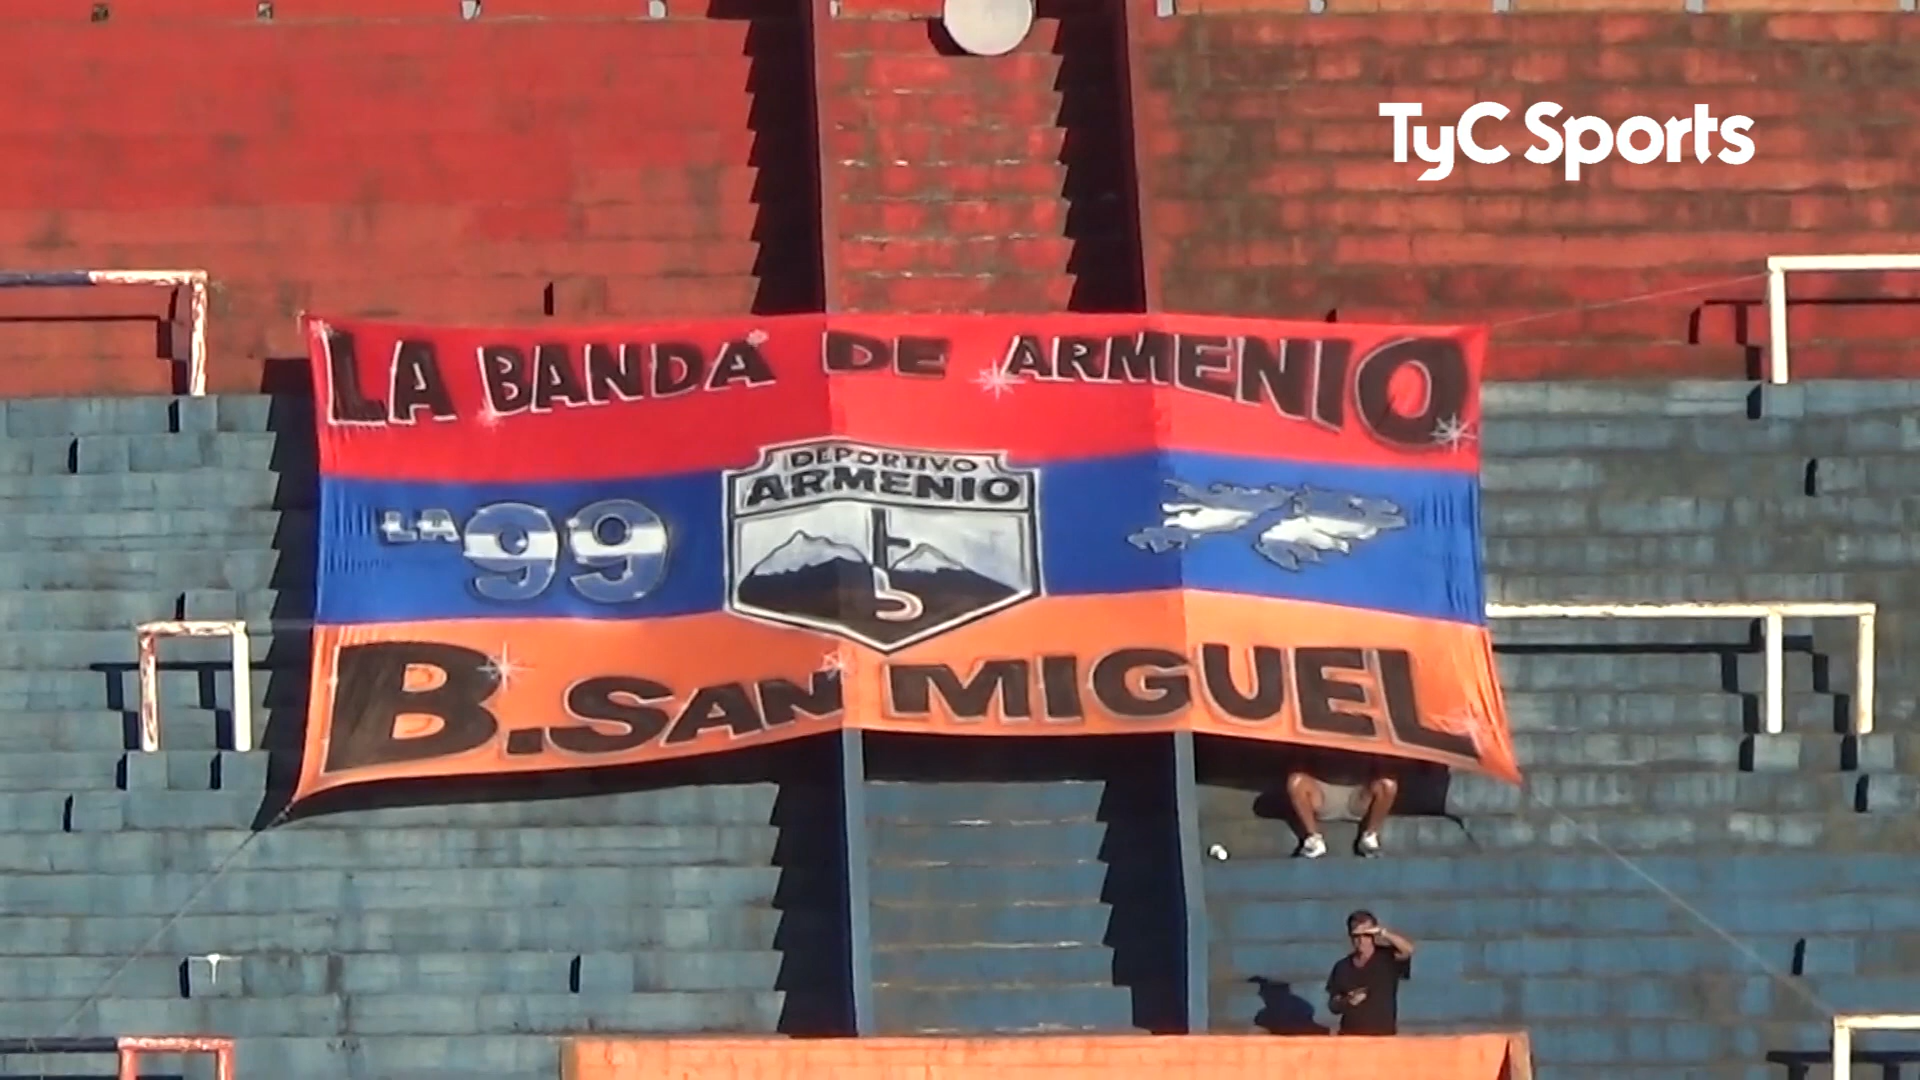 TyC Sports
LA BANDA DE ARMENIO
DEPORTIVO
ARMENIO
LA 99
B. SAN MIGUEL